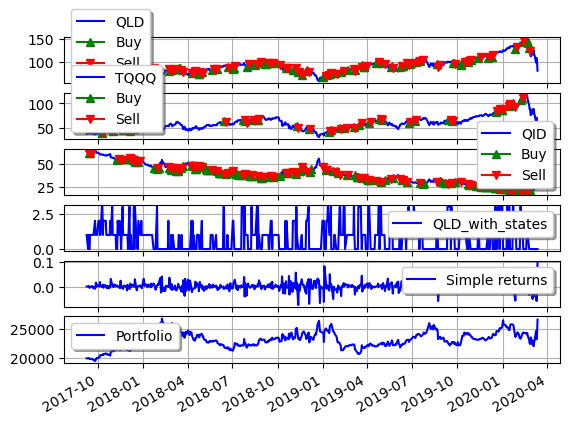 QLD
Buy
Sell
150
100
TQQQ
Buy
Sell
100
50
QID
Buy
Sell
50
25
QLD_with_states
2.5
0.0
Simple returns
0.1
0.0
Portfolio
25000
20000
2017-10
2018-01
2018-04
2018-07
2018-10
2019-01
2019-04
2019-07
2019-10
2020-01
2020-04